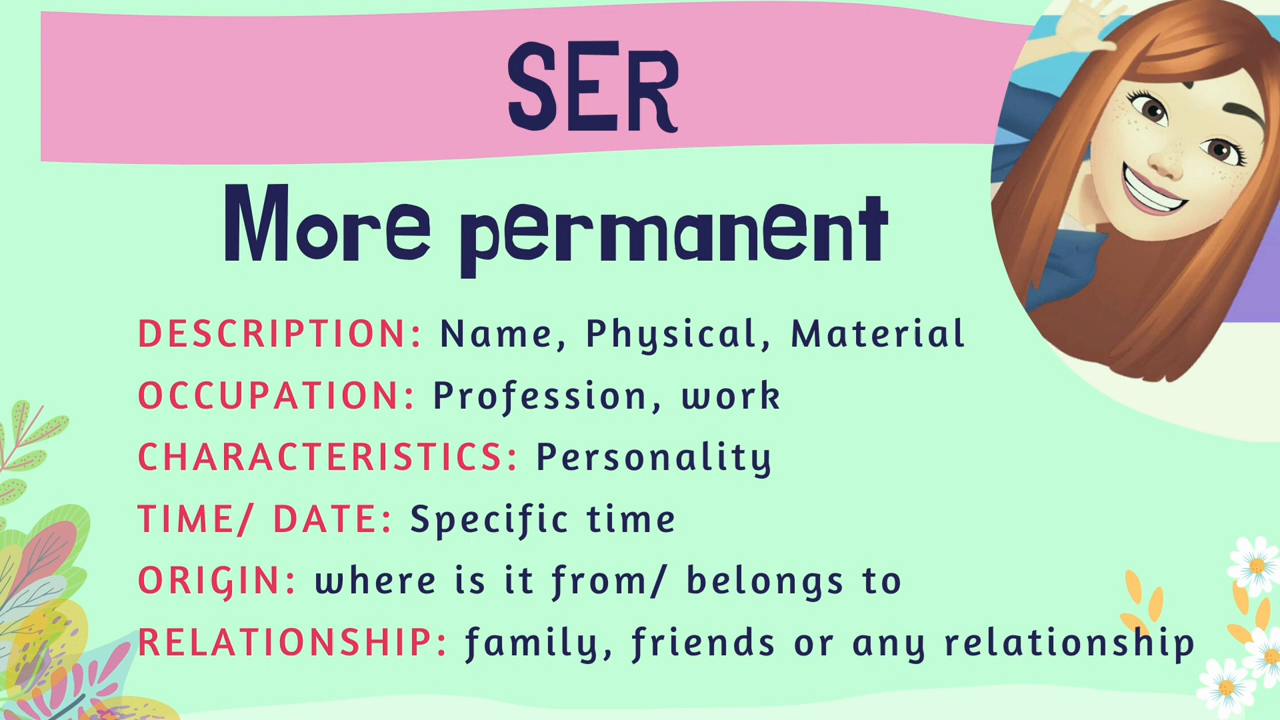 SER
More permanent
DESCRIPTION: Name, Physical, Material
OCCUPATION: Profession, work
CHARACTERISTICS: Personality
TIME/ DATE: Specific time
ORIGIN: where is it from/ belongs to
RELATIONSHIP: family, friends or any relationship